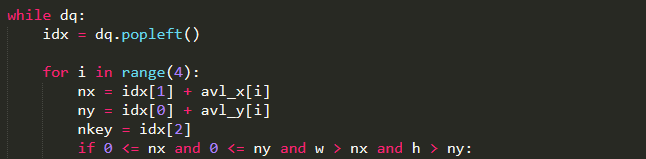 while dq:
    idx = dq.popleft()

    for i in range(4):
        nx = idx[1] + avl_x[i]
        ny = idx[0] + avl_y[i]
        nkey = idx[2]
        if 0 <= nx and 0 <= ny and w > nx and h > ny: